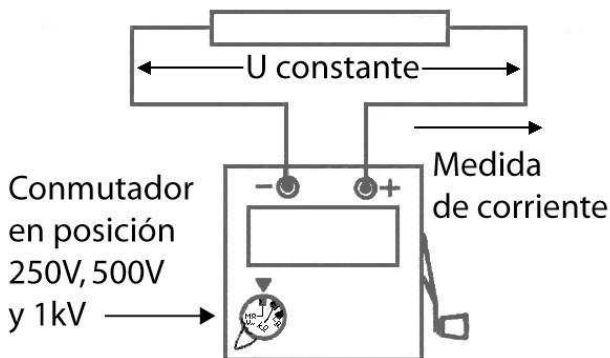 U constante
Medida
de corriente
Conmutador
en posición
250V, 500V
y 1kV
- +